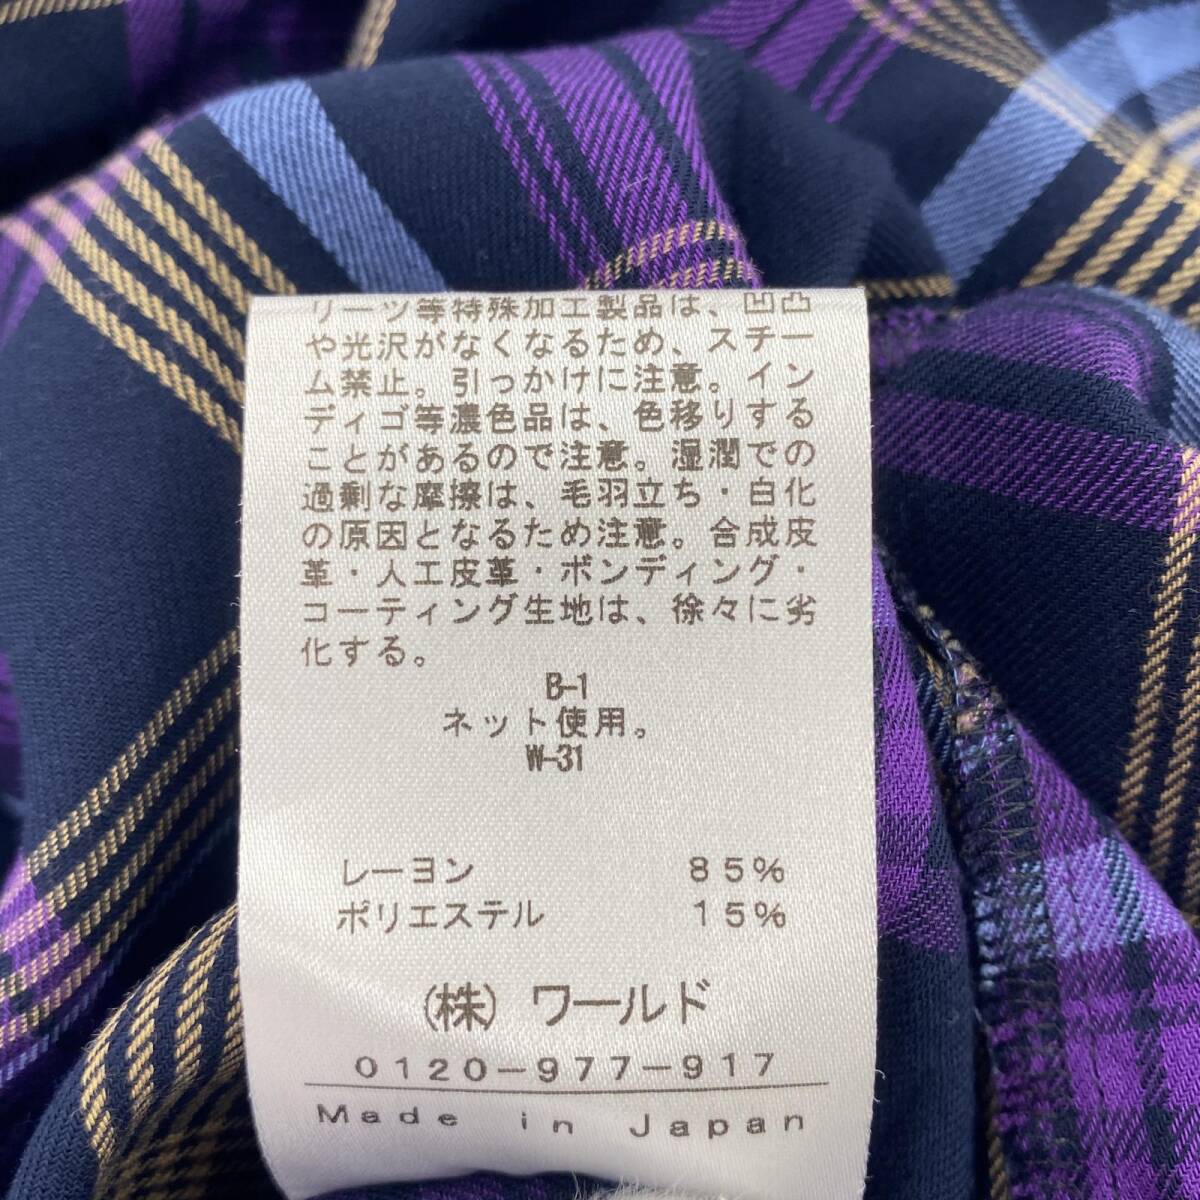 リーツ等特殊加工製品は、凹凸
や光沢がなくなるため、スチー
ム禁止。引っかけに注意。イン
ディゴ等濃色品は、色移りする
ことがあるので注意。湿潤での
過剰な摩擦は、毛羽立ち・白化
の原因となるため注意。合成皮
革・人工皮革・ボンディング・
コーティング生地は、徐々に劣
化する。
B-1
ネット使用。
W-31
レーヨン 85%
ポリエステル 15%
(株)ワールド
0120-977-917
Made in Japan